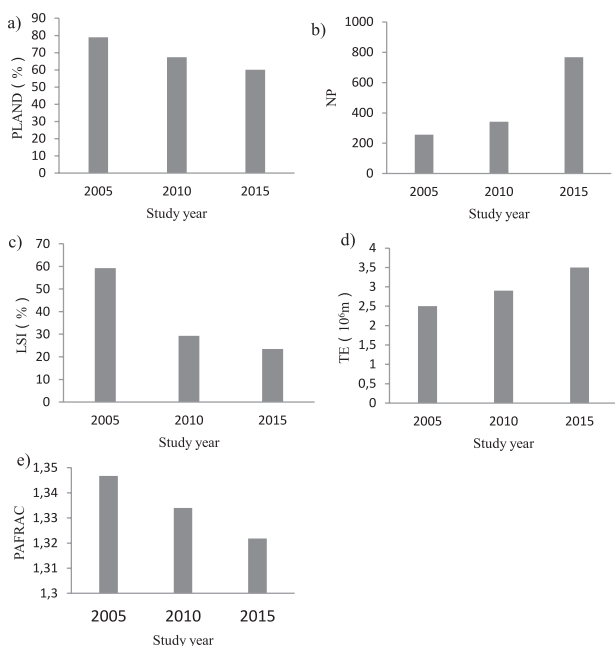 a)
PLAND ( % )
90
80
70
60
50
40
30
20
10
0
2005 2010 2015
Study year
b)
NP
1000
800
600
400
200
0
2005 2010 2015
Study year
c)
LSI ( % )
70
60
50
40
30
20
10
0
2005 2010 2015
Study year
d)
TE ( 10⁶m )
4
3,5
3
2,5
2
1,5
1
0,5
0
2005 2010 2015
Study year
e)
PAFRAC
1,35
1,34
1,33
1,32
1,31
1,3
2005 2010 2015
Study year